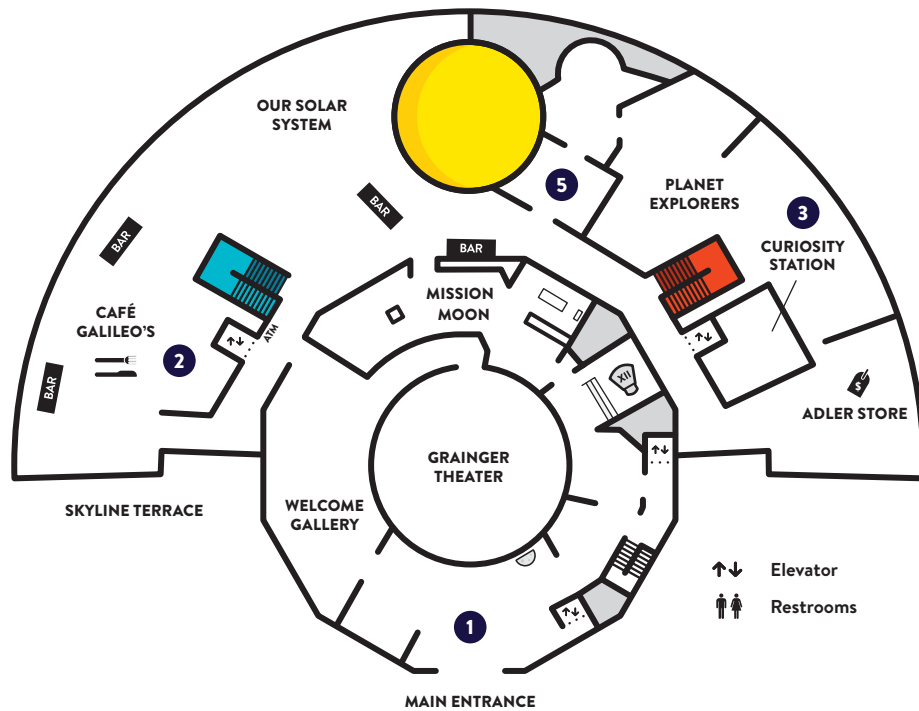 OUR SOLAR
SYSTEM
5
PLANET
EXPLORERS
3
CURIOSITY
STATION
BAR
BAR
BAR
MISSION
MOON
CAFÉ
GALILEO'S
2
ATM
BAR
XII
$
ADLER STORE
GRAINGER
THEATER
SKYLINE TERRACE
WELCOME
GALLERY
Elevator
Restrooms
1
MAIN ENTRANCE